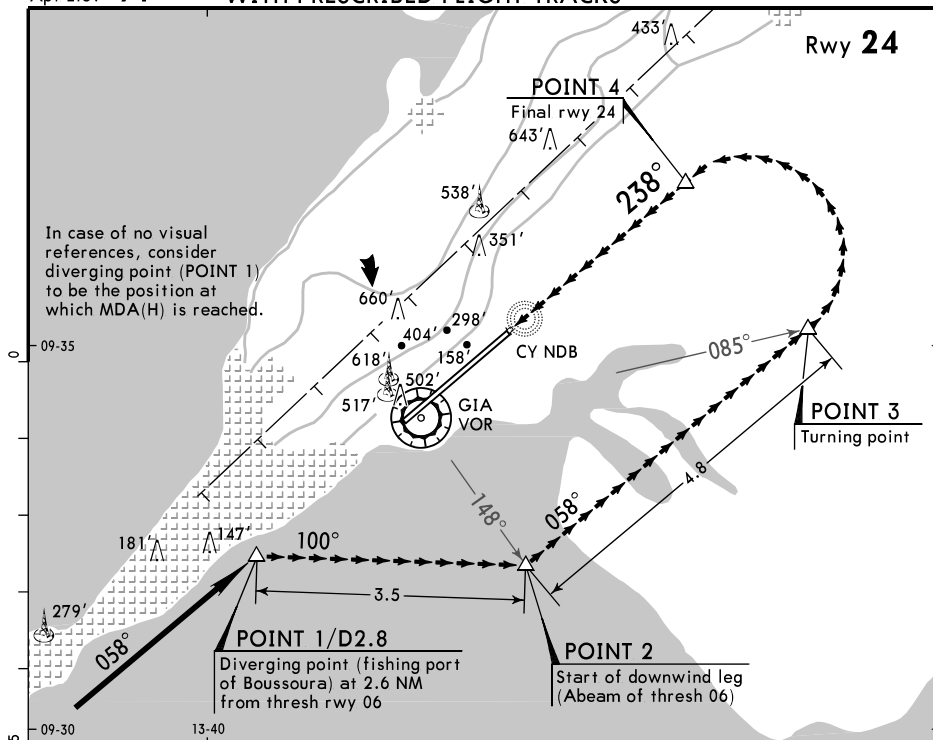 Rwy 24
433'
POINT 4
Final rwy 24
643'
238°
538'
351'
In case of no visual
references, consider
diverging point (POINT 1)
to be the position at
which MDA(H) is reached.
660'
298'
404'
09-35
0
618'
158'
CY NDB
085°
502'
517'
GIA
VOR
POINT 3
Turning point
4.8
148°
058°
181'
147'
100°
3.5
279'
058°
POINT 1/D2.8
Diverging point (fishing port
of Boussoura) at 2.6 NM
from thresh rwy 06
POINT 2
Start of downwind leg
(Abeam of thresh 06)
09-30
13-40